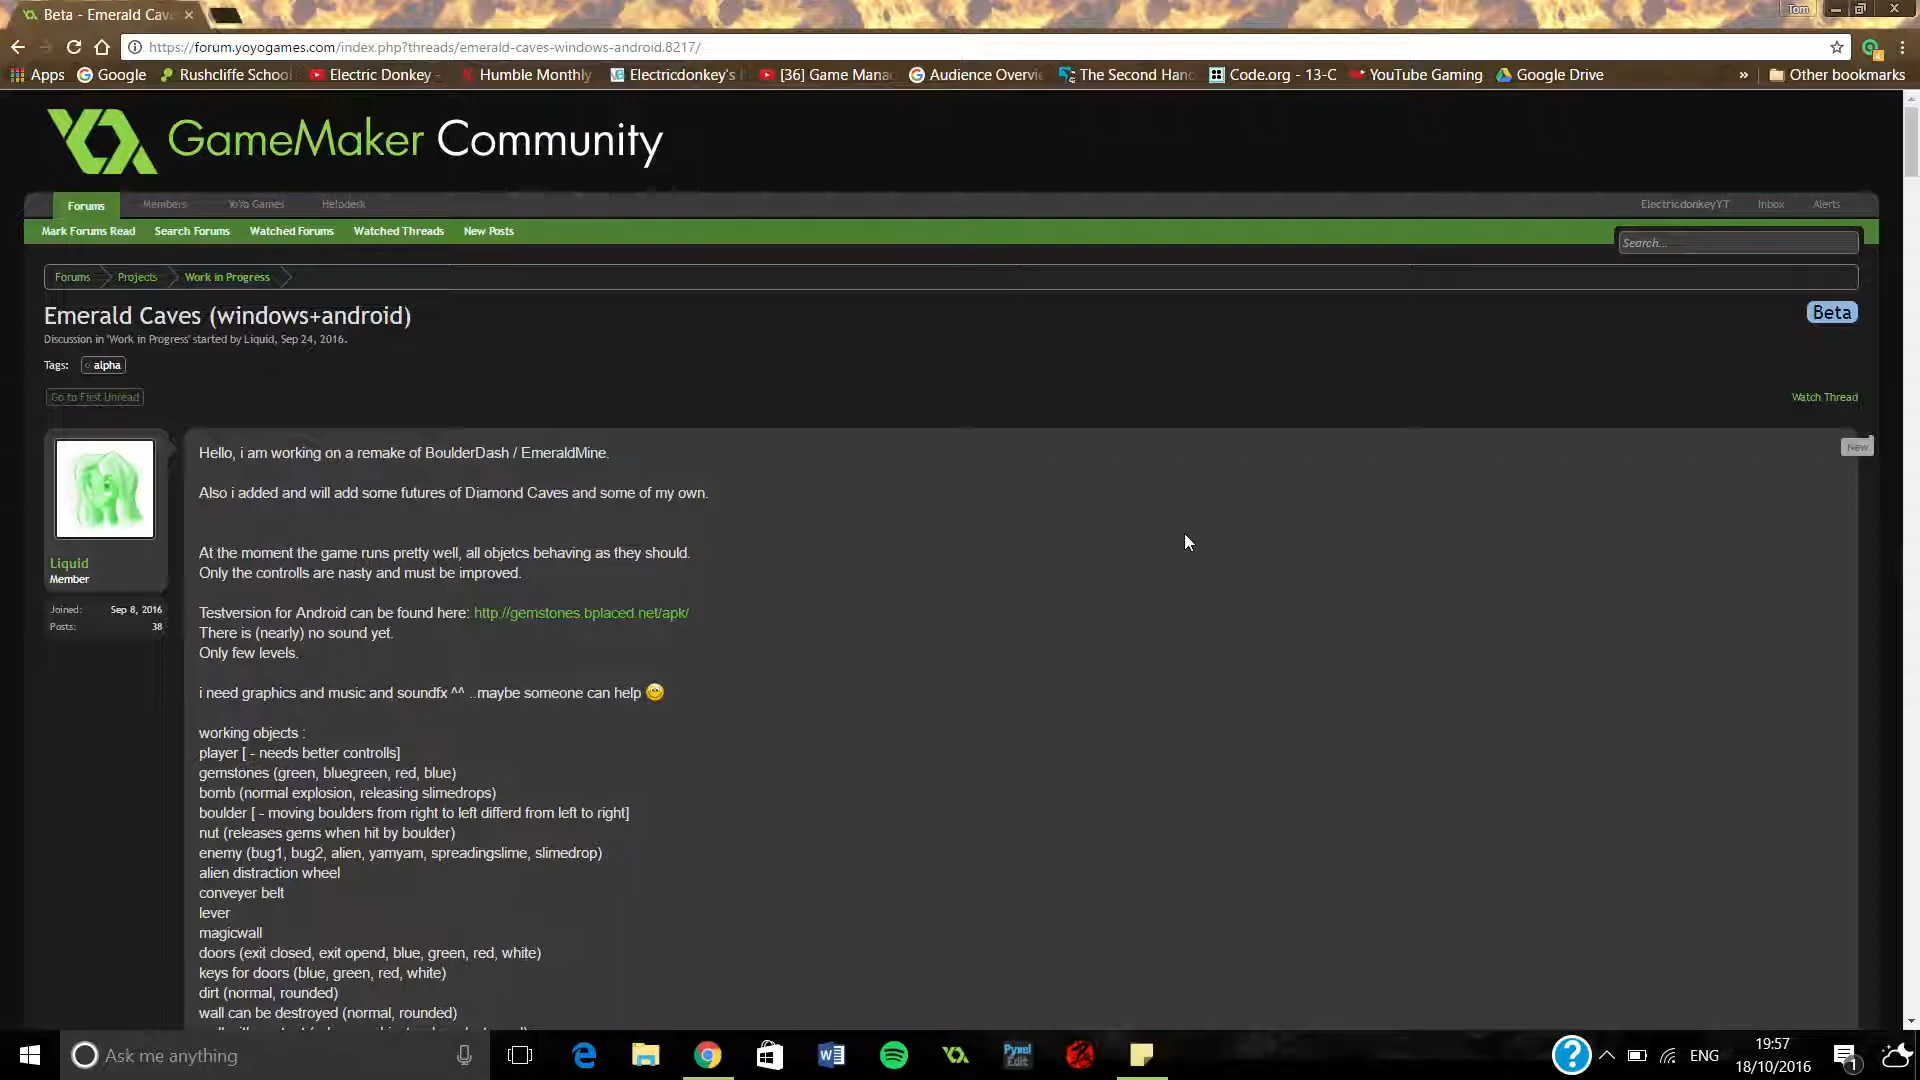 Beta - Emerald Cav
Tom
https://forum.yoyogames.com/index.php?threads/emerald-caves-windows-android.8217/
Apps
Google
Rushcliffe School
Electric Donkey -
Humble Monthly
Electricdonkey's
[36] Game Mana
Audience Overvi
The Second Han
Code.org - 13-C
YouTube Gaming
Google Drive
»
Other bookmarks
GameMaker Community
Forums
Members
YoYo Games
Helpdesk
ElectricdonkeyYT
Inbox
Alerts
Mark Forums Read
Search Forums
Watched Forums
Watched Threads
New Posts
Search...
Forums
Projects
Work in Progress
Emerald Caves (windows+android)
Beta
Discussion in 'Work in Progress' started by Liquid, Sep 24, 2016.
Tags:
alpha
Go to First Unread
Watch Thread
New
Liquid
Member
Joined: Sep 8, 2016
Posts: 38
Hello, i am working on a remake of BoulderDash / EmeraldMine.
Also i added and will add some futures of Diamond Caves and some of my own.
At the moment the game runs pretty well, all objetcs behaving as they should.
Only the controlls are nasty and must be improved.
Testversion for Android can be found here: http://gemstones.bplaced.net/apk/
There is (nearly) no sound yet.
Only few levels.
i need graphics and music and soundfx ^^ ..maybe someone can help
working objects :
player [ - needs better controlls]
gemstones (green, bluegreen, red, blue)
bomb (normal explosion, releasing slimedrops)
boulder [ - moving boulders from right to left differd from left to right]
nut (releases gems when hit by boulder)
enemy (bug1, bug2, alien, yamyam, spreadingslime, slimedrop)
alien distraction wheel
conveyer belt
lever
magicwall
doors (exit closed, exit opend, blue, green, red, white)
keys for doors (blue, green, red, white)
dirt (normal, rounded)
wall can be destroyed (normal, rounded)
Ask me anything
Pyxel
Edit
ENG
19:57
18/10/2016
1